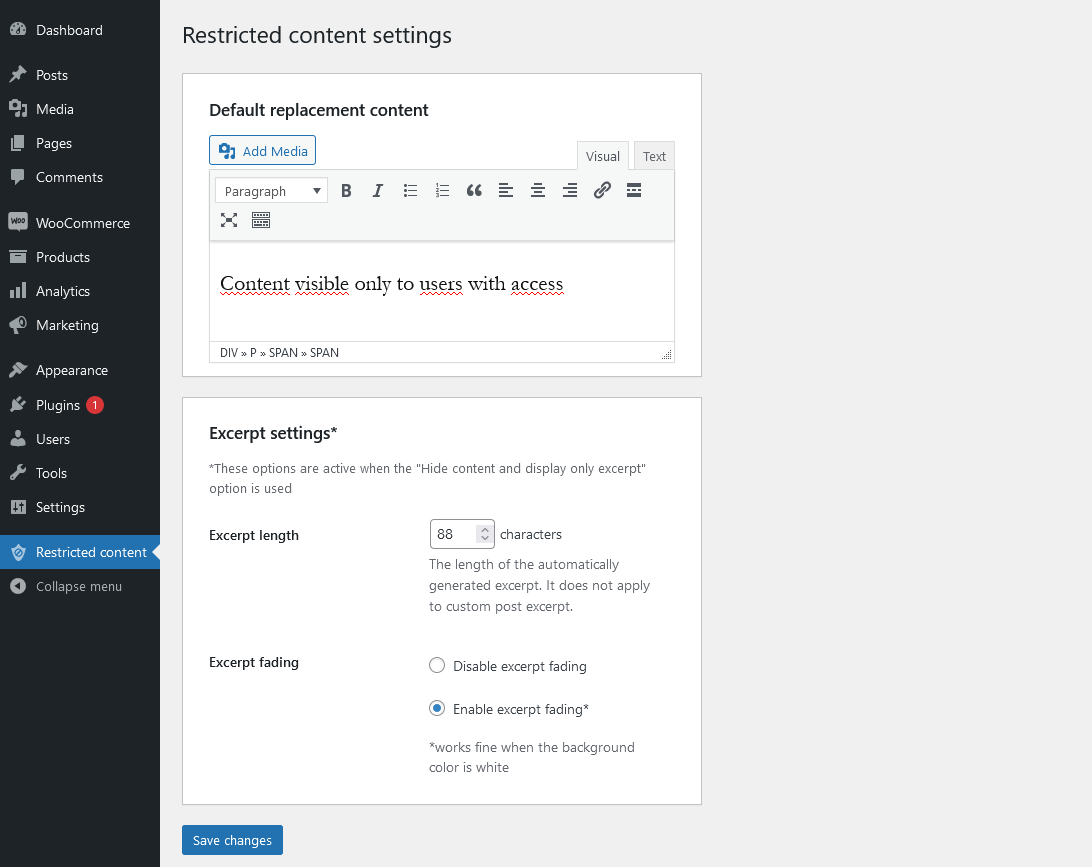 Dashboard
Posts
Media
Pages
Comments
WOO WooCommerce
Products
Analytics
Marketing
Appearance
Plugins 1
Users
Tools
Settings
Restricted content
Collapse menu
Restricted content settings
Default replacement content
Add Media
Visual Text
Paragraph
Content visible only to users with access
DIV » P » SPAN » SPAN
Excerpt settings*
*These options are active when the "Hide content and display only excerpt"
option is used
Excerpt length 88 characters
The length of the automatically
generated excerpt. It does not apply
to custom post excerpt.
Excerpt fading
Disable excerpt fading
Enable excerpt fading*
*works fine when the background
color is white
Save changes